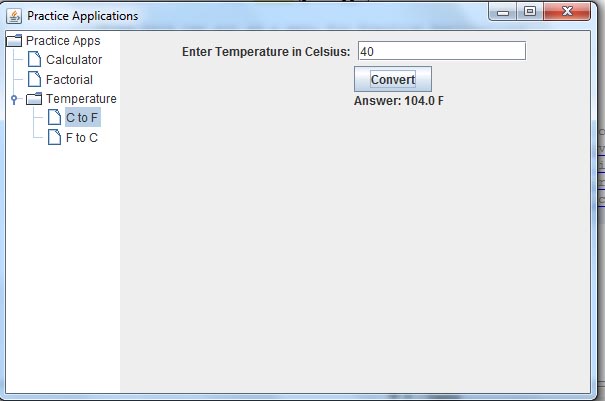 Practice Applications
Practice Apps
Calculator
Factorial
Temperature
C to F
F to C
Enter Temperature in Celsius: 40
Convert
Answer: 104.0 F